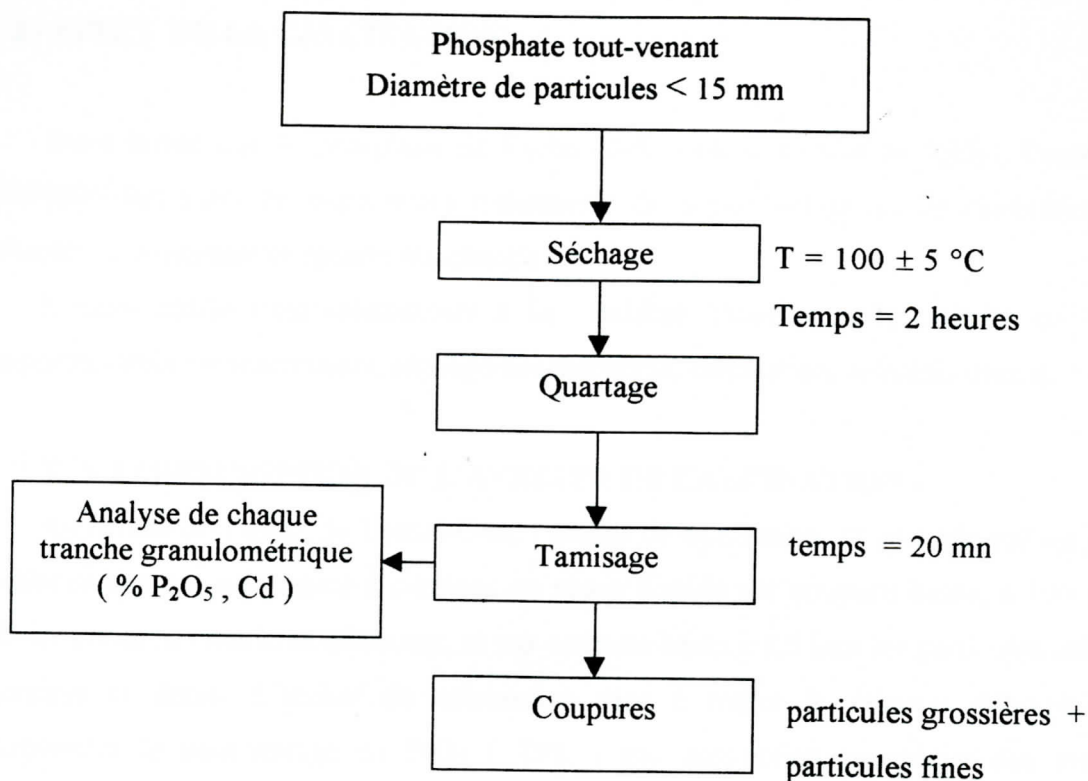 Phosphate tout-venant
Diamètre de particules < 15 mm
Séchage
T = 100 ± 5 °C
Temps = 2 heures
Quartage
Analyse de chaque
tranche granulométrique
( % P₂O₅ , Cd )
Tamisage
temps = 20 mn
Coupures
particules grossières +
particules fines